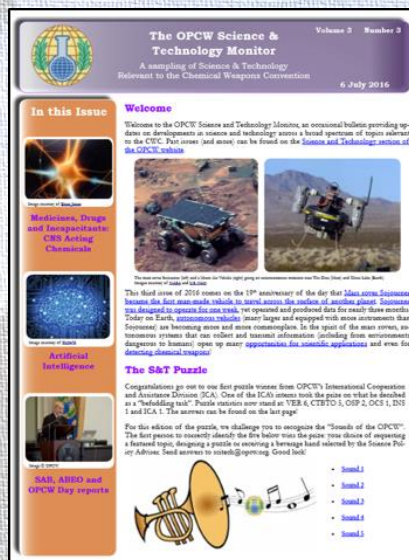 The OPCW Science &
Technology Monitor
A sampling of Science & Technology
Relevant to the Chemical Weapons Convention
Volume 3 Number 3
6 July 2016
In this Issue
Medicines, Drugs
and Incapacitants:
CNS Acting
Chemicals
Artificial
Intelligence
SAB, ABEO and
OPCW Day reports
Welcome
Welcome to the OPCW Science and Technology Monitor, an occasional bulletin providing up-
dates on developments in science and technology across a broad spectrum of topics relevant
to the CWC. Past issues (and more) can be found on the Science and Technology section of
the OPCW website.
This third issue of 2016 comes on the 19th anniversary of the day that Mars rover Sojourner
became the first man-made vehicle to travel across the surface of another planet. Sojourner
was designed to operate for one week, yet operated and produced data for nearly three months.
Today on Earth, autonomous vehicles (many larger and equipped with more instruments than
Sojourner) are becoming more and more commonplace. In the spirit of the mars rovers, au-
tonomous systems that can collect and transmit information (including from environments
dangerous to humans) open up many opportunities for scientific applications and even for
detecting chemical weapons!
The S&T Puzzle
Congratulations go out to our first puzzle winner from OPCW's International Cooperation
and Assistance Division (ICA). One of the ICA's interns took the prize on what he described
as a "befuddling task". Puzzle statistics now stand at: VER 6, CTBTO 3, OSP 2, OCS 1, INS
1 and ICA 1. The answers can be found on the last page!
For this edition of the puzzle, we challenge you to recognise the "Sounds of the OPCW".
The first person to correctly identify the five below wins the prize: your choice of requesting
a featured topic, designing a puzzle or receiving a beverage hand selected by the Science Pol-
icy Adviser. Send answers to scitech@opcw.org. Good luck!
Sound 1
Sound 2
Sound 3
Sound 4
Sound 5